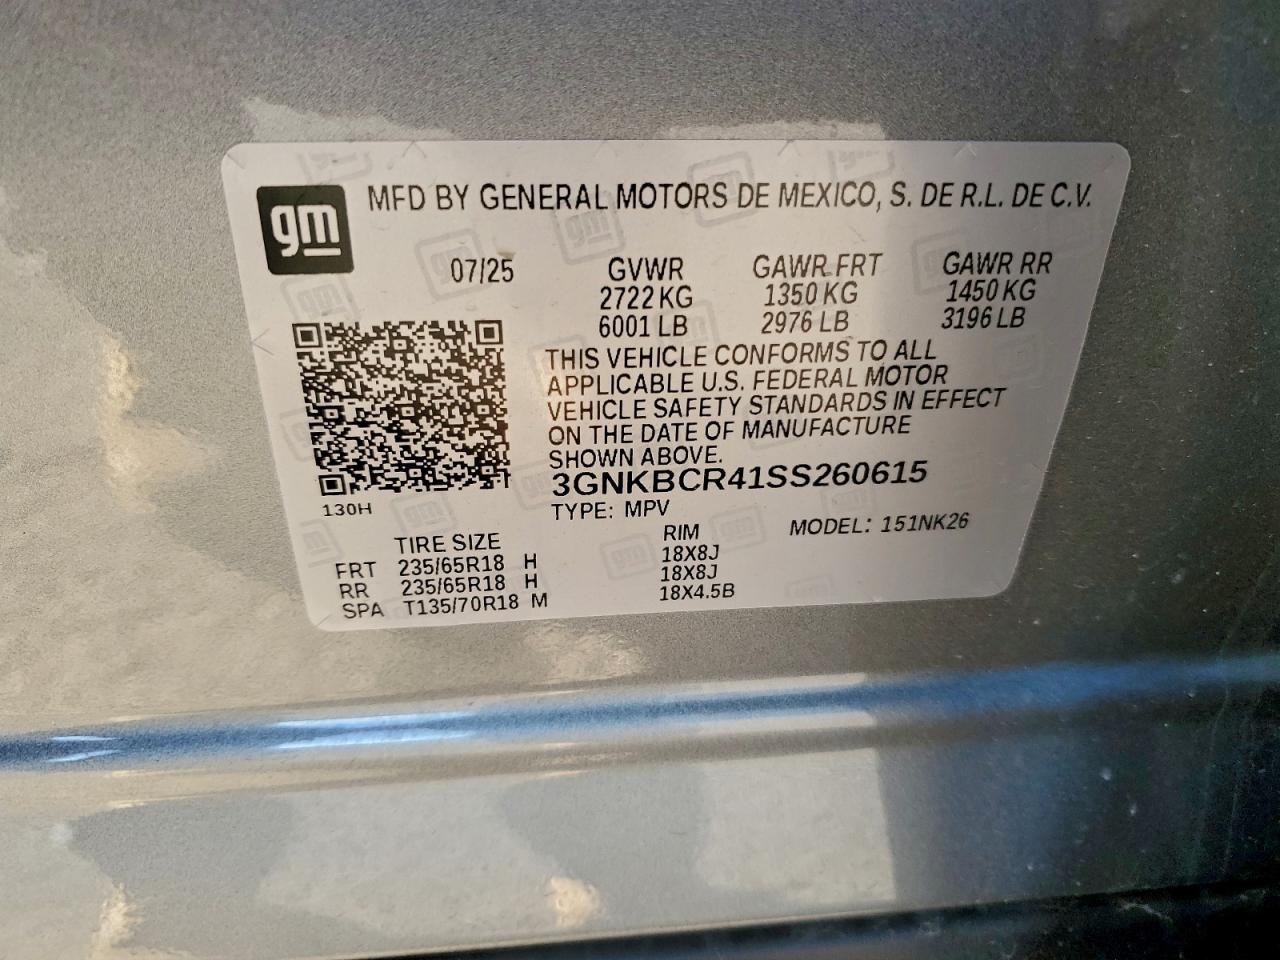 gm
MFD BY GENERAL MOTORS DE MEXICO, S. DE R.L. DE C.V.
07/25 GVWR GAWR FRT GAWR RR
2722 KG 1350 KG 1450 KG
6001 LB 2976 LB 3196 LB
THIS VEHICLE CONFORMS TO ALL
APPLICABLE U.S. FEDERAL MOTOR
VEHICLE SAFETY STANDARDS IN EFFECT
ON THE DATE OF MANUFACTURE
SHOWN ABOVE.
3GNKBCR41SS260615
130H
TYPE: MPV MODEL: 151NK26
TIRE SIZE RIM
FRT 235/65R18 H 18X8J
RR 235/65R18 H 18X8J
SPA T135/70R18 M 18X4.5B